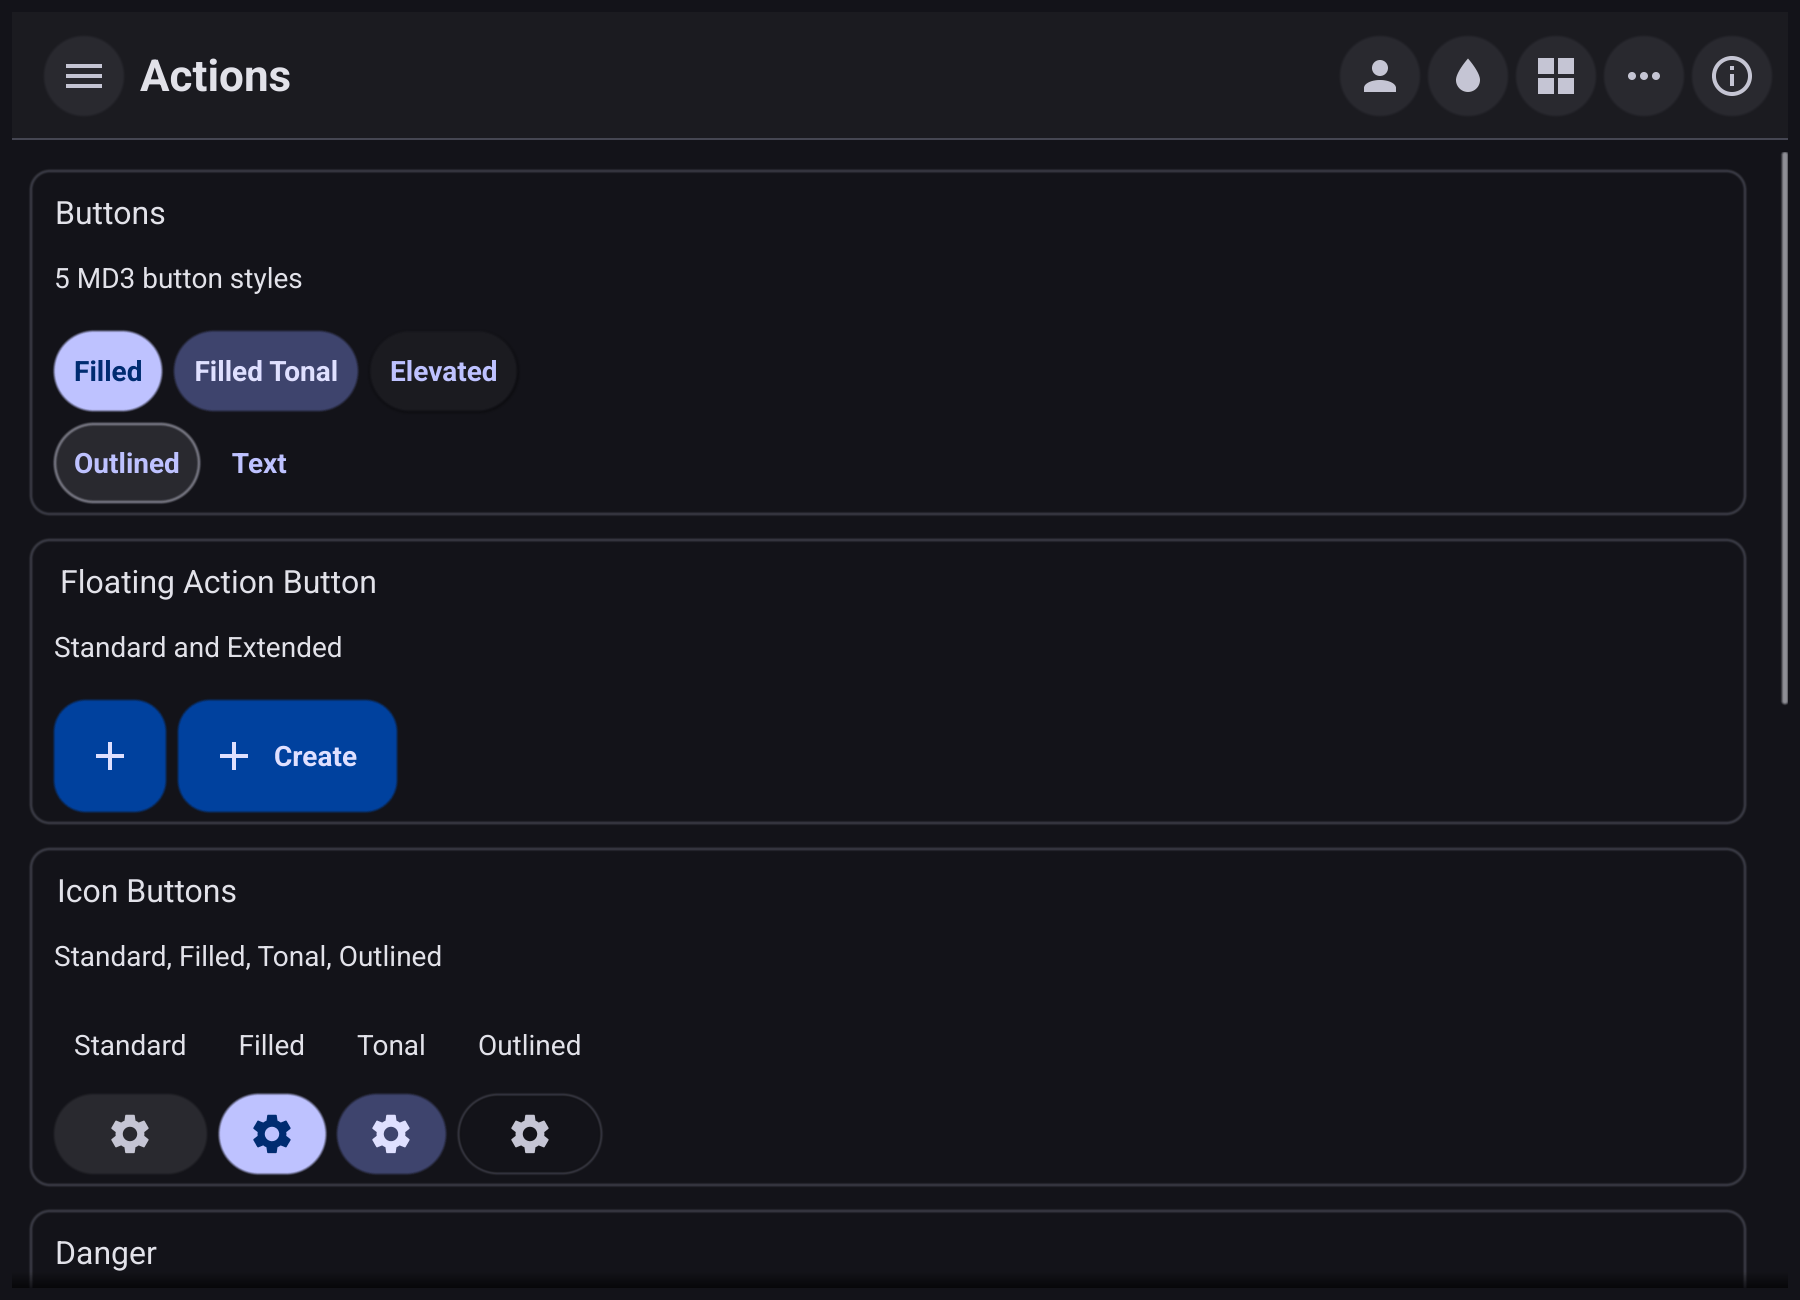 Actions
Buttons
5 MD3 button styles
Filled Filled Tonal Elevated
Outlined Text
Floating Action Button
Standard and Extended
Create
Icon Buttons
Standard, Filled, Tonal, Outlined
Standard Filled Tonal Outlined
Danger